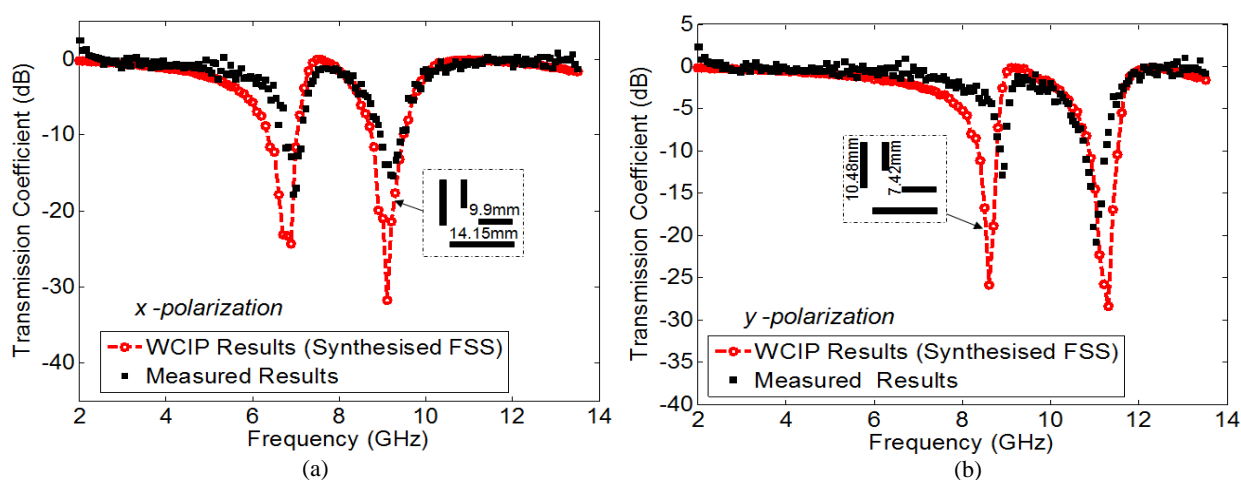 Transmission Coefficient (dB)
0
-10
-20
-30
-40
9.9mm
14.15mm
x -polarization
WCIP Results (Synthesised FSS)
Measured Results
2 4 6 8 10 12 14
Frequency (GHz)
(a)
Transmission Coefficient (dB)
5
0
-5
-10
-15
-20
-25
-30
-35
-40
10.48mm
7.42mm
y -polarization
WCIP Results (Synthesised FSS)
Measured Results
2 4 6 8 10 12 14
Frequency (GHz)
(b)